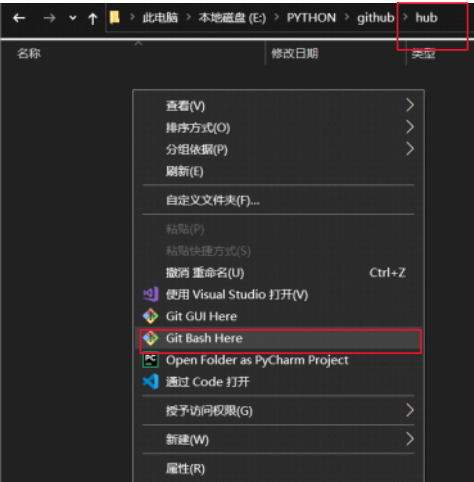 此电脑 > 本地磁盘 (E:) > PYTHON > github > hub
名称 修改日期 类型
查看(V)
排序方式(O)
分组依据(P)
刷新(E)
自定义文件夹(F)...
粘贴(P)
粘贴快捷方式(S)
撤消 重命名(U) Ctrl+Z
使用 Visual Studio 打开(V)
Git GUI Here
Git Bash Here
Open Folder as PyCharm Project
通过 Code 打开
授予访问权限(G)
新建(W)
属性(R)